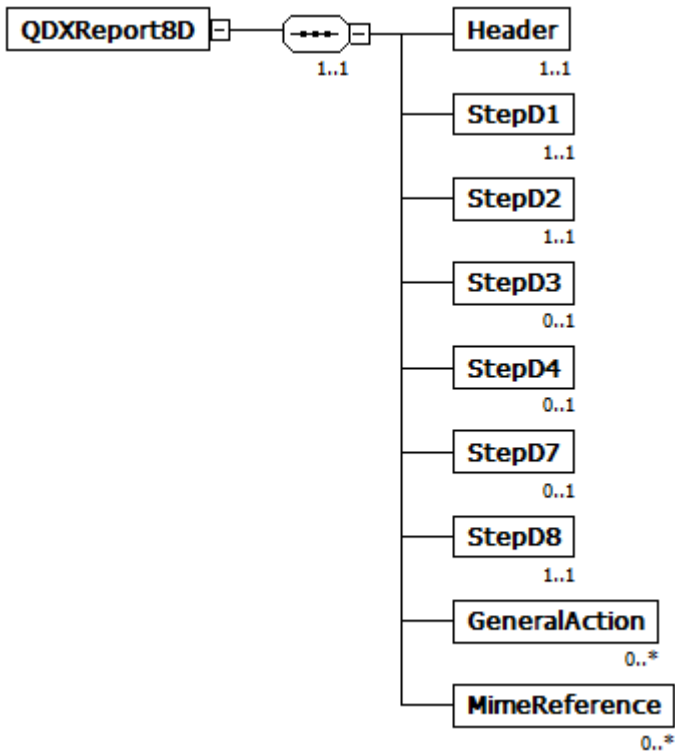 QDXReport8D
1..1
Header
1..1
StepD1
1..1
StepD2
1..1
StepD3
0..1
StepD4
0..1
StepD7
0..1
StepD8
1..1
GeneralAction
0..*
MimeReference
0..*